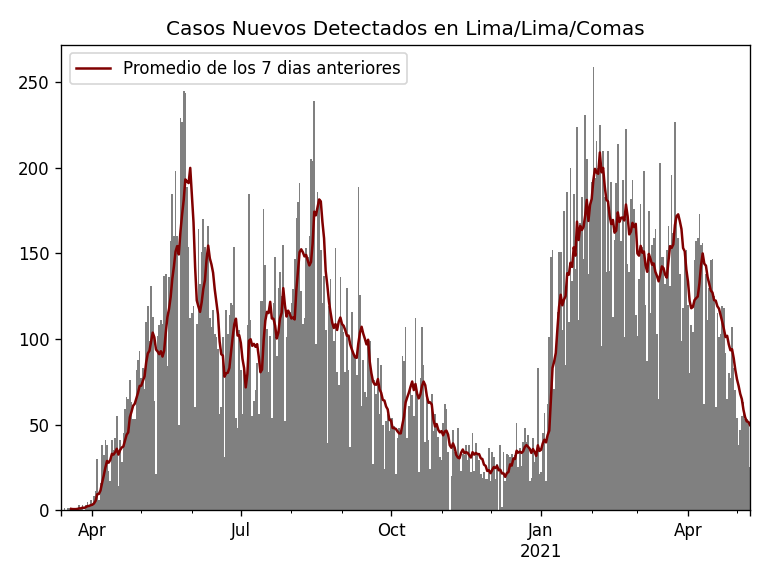 Casos Nuevos Detectados en Lima/Lima/Comas
Promedio de los 7 dias anteriores
250
200
150
100
50
0
Apr
Jul
Oct
Jan
2021
Apr